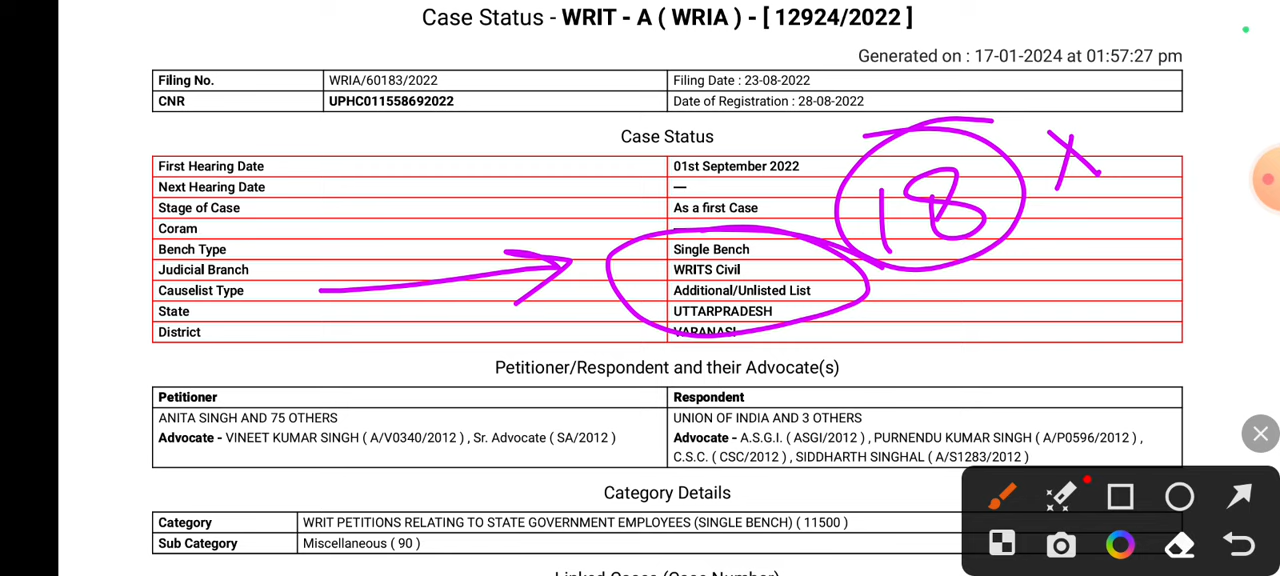 Case Status - WRIT - A ( WRIA ) - [ 12924/2022 ]
Generated on : 17-01-2024 at 01:57:27 pm
Filing No. WRIA/60183/2022 Filing Date : 23-08-2022
CNR UPHC011558692022 Date of Registration : 28-08-2022
Case Status
First Hearing Date 01st September 2022
Next Hearing Date —
Stage of Case As a first Case
Coram
Bench Type Single Bench
Judicial Branch WRITS Civil
Causelist Type Additional/Unlisted List
State UTTARPRADESH
District VARANASI
18
Petitioner/Respondent and their Advocate(s)
Petitioner Respondent
ANITA SINGH AND 75 OTHERS UNION OF INDIA AND 3 OTHERS
Advocate - VINEET KUMAR SINGH ( A/V0340/2012 ) , Sr. Advocate ( SA/2012 ) Advocate - A.S.G.I. ( ASGI/2012 ) , PURNENDU KUMAR SINGH ( A/P0596/2012 ) ,
C.S.C. ( CSC/2012 ) , SIDDHARTH SINGHAL ( A/S1283/2012 )
Category Details
Category WRIT PETITIONS RELATING TO STATE GOVERNMENT EMPLOYEES (SINGLE BENCH) ( 11500 )
Sub Category Miscellaneous ( 90 )
Linked Cases (Case Number)